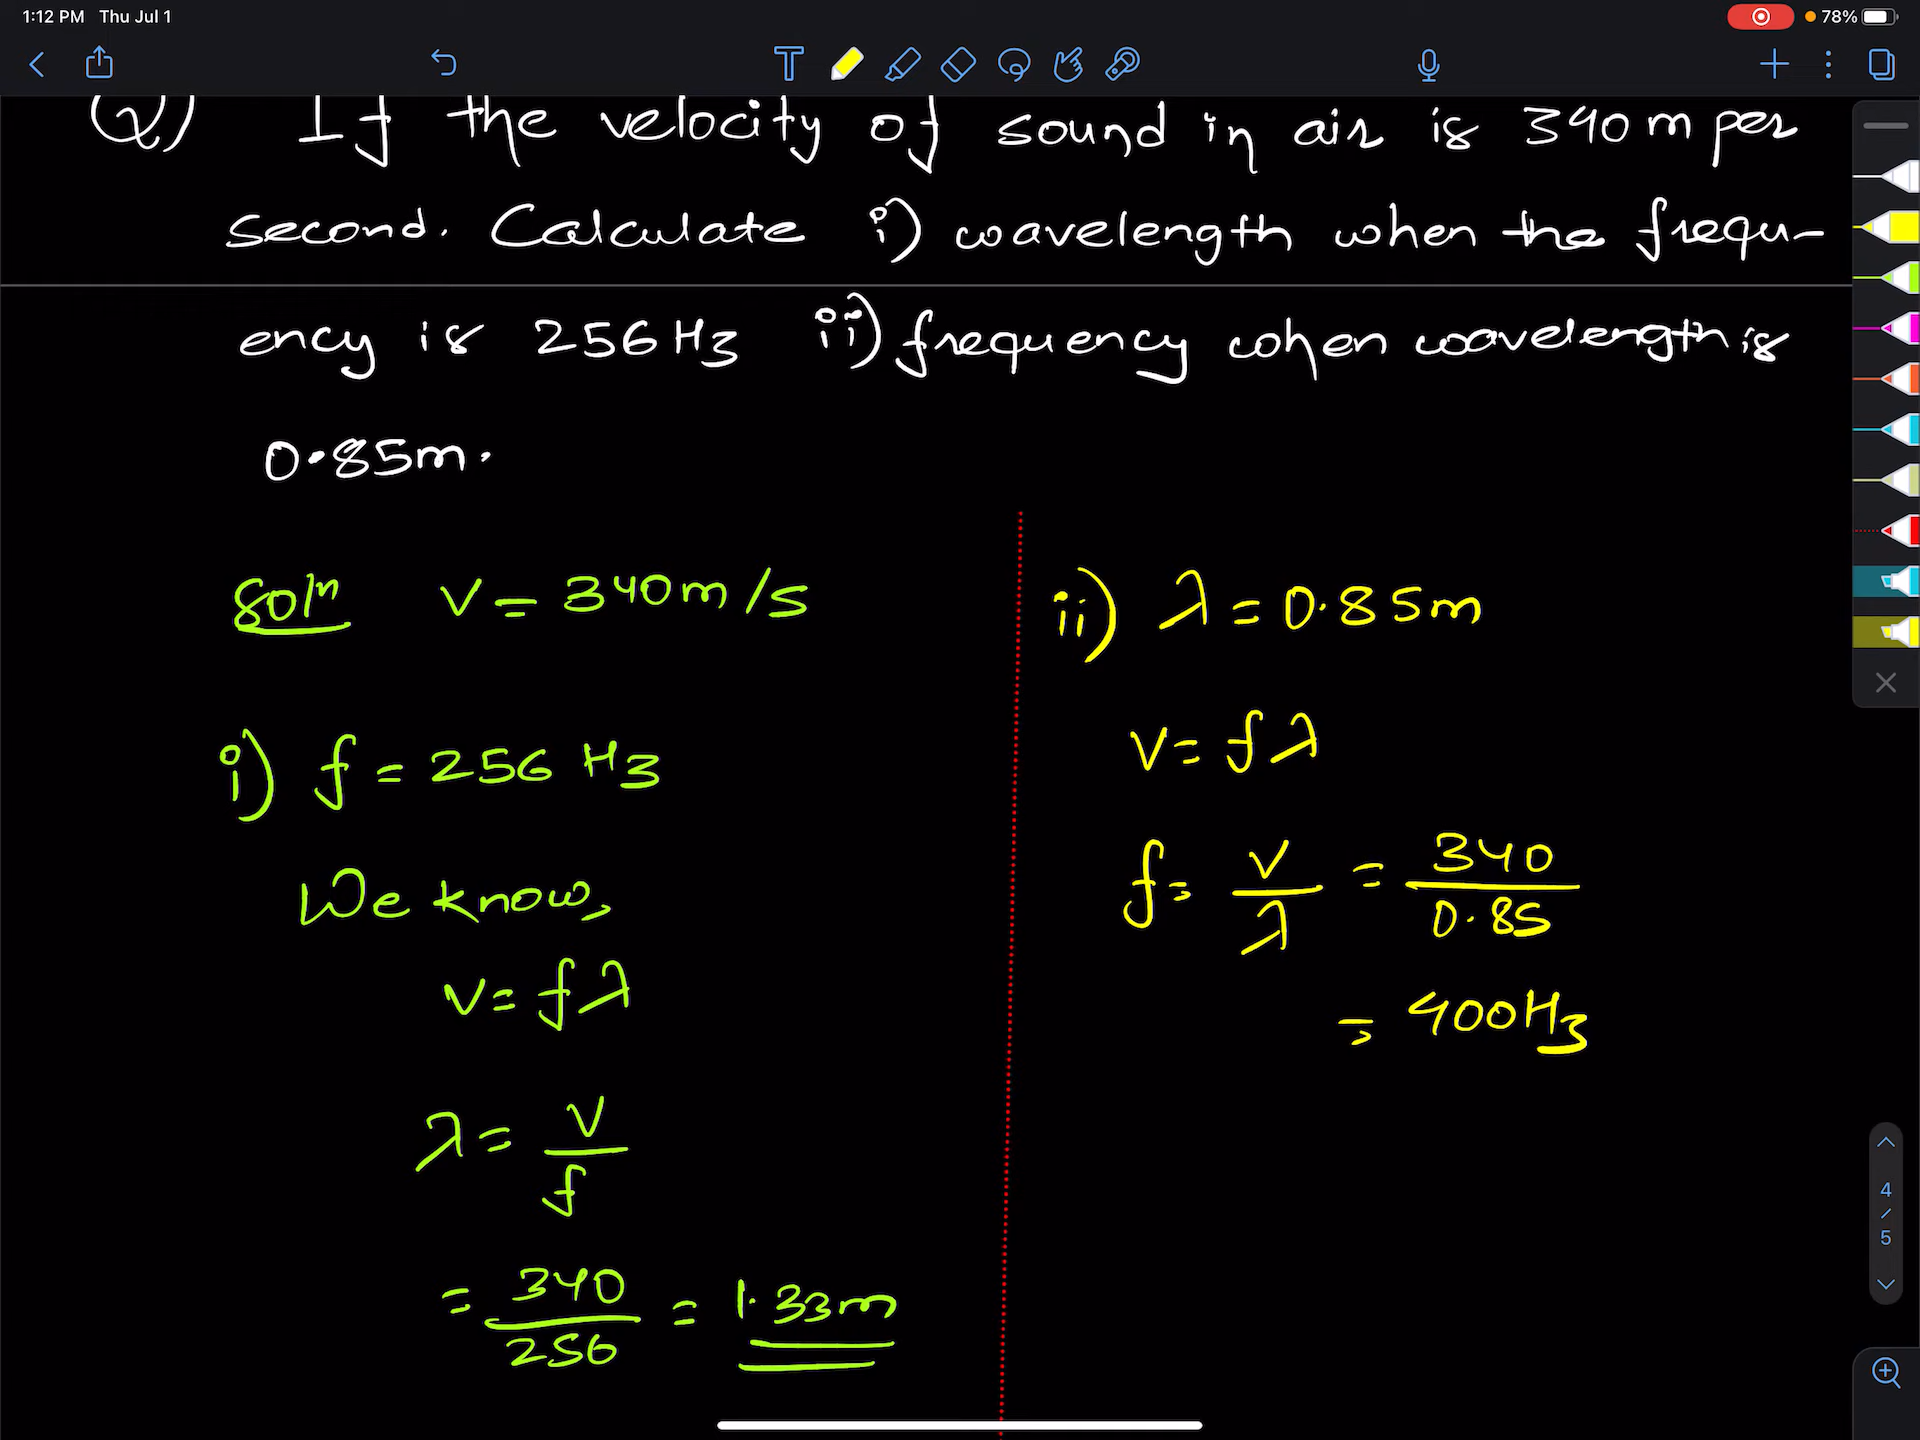 1:12 PM Thu Jul 1
78%
Q) If the velocity of sound in air is 340 m per
second. Calculate i) wavelength when the frequ-
ency is 256 Hz ii) frequency when wavelength is
0.85m.
Soln V = 340 m/s
i) f = 256 Hz
We know,
V = fλ
λ = V/f
= 340/256 = 1.33m
ii) λ = 0.85m
V = fλ
f = V/λ = 340/0.85
= 400Hz
4
/
5